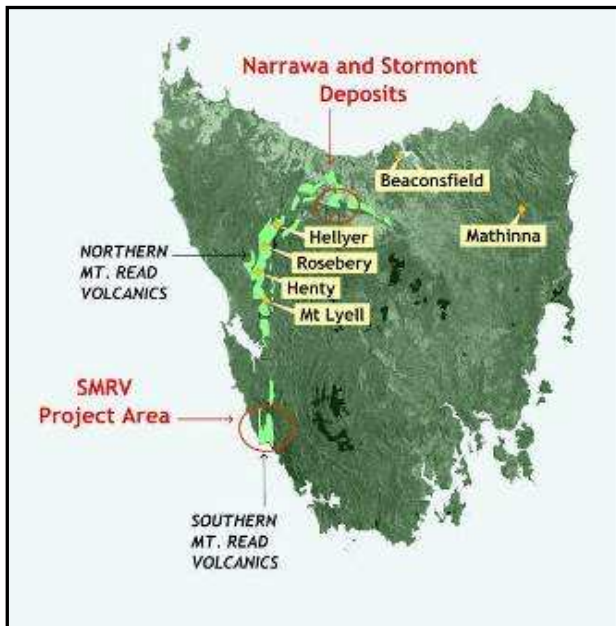 Narrawa and Stormont
Deposits
Beaconsfield
Mathinna
Hellyer
Rosebery
Henty
Mt Lyell
NORTHERN
MT. READ
VOLCANICS
SMRV
Project Area
SOUTHERN
MT. READ
VOLCANICS